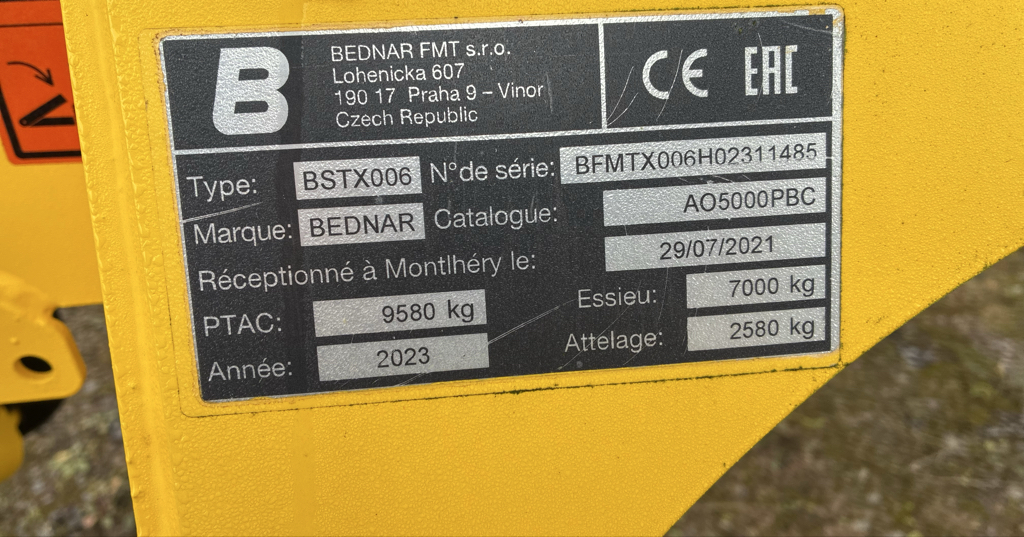 B
BEDNAR FMT s.r.o.
Lohenicka 607
190 17 Praha 9 – Vinor
Czech Republic
CE EAC
Type: BSTX006 N°de série: BFMTX006H02311485
Marque: BEDNAR Catalogue: AO5000PBC
Réceptionné à Montlhéry le: 29/07/2021
PTAC: 9580 kg Essieu: 7000 kg
Année: 2023 Attelage: 2580 kg